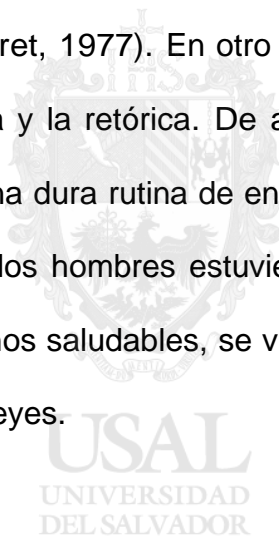 ret, 1977). En otro
a y la retórica. De a
na dura rutina de en
los hombres estuvie
nos saludables, se v
eyes.
USAL
UNIVERSIDAD
DEL SALVADOR